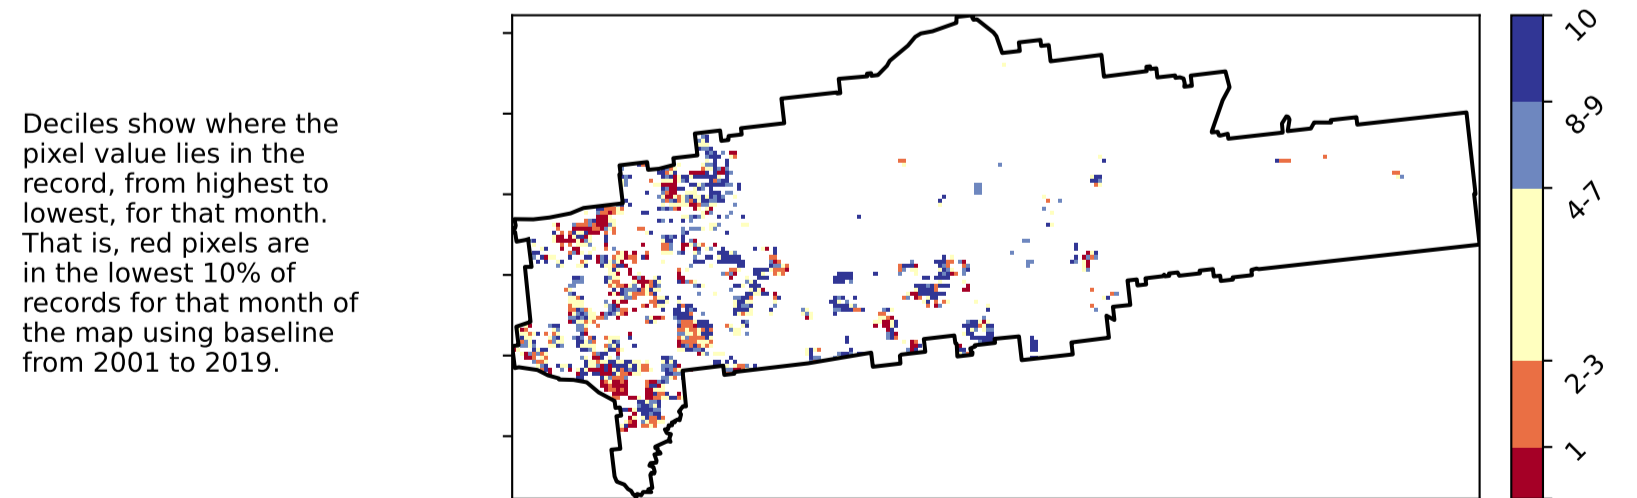 Deciles show where the
pixel value lies in the
record, from highest to
lowest, for that month.
That is, red pixels are
in the lowest 10% of
records for that month of
the map using baseline
from 2001 to 2019.
10
8-9
4-7
2-3
1